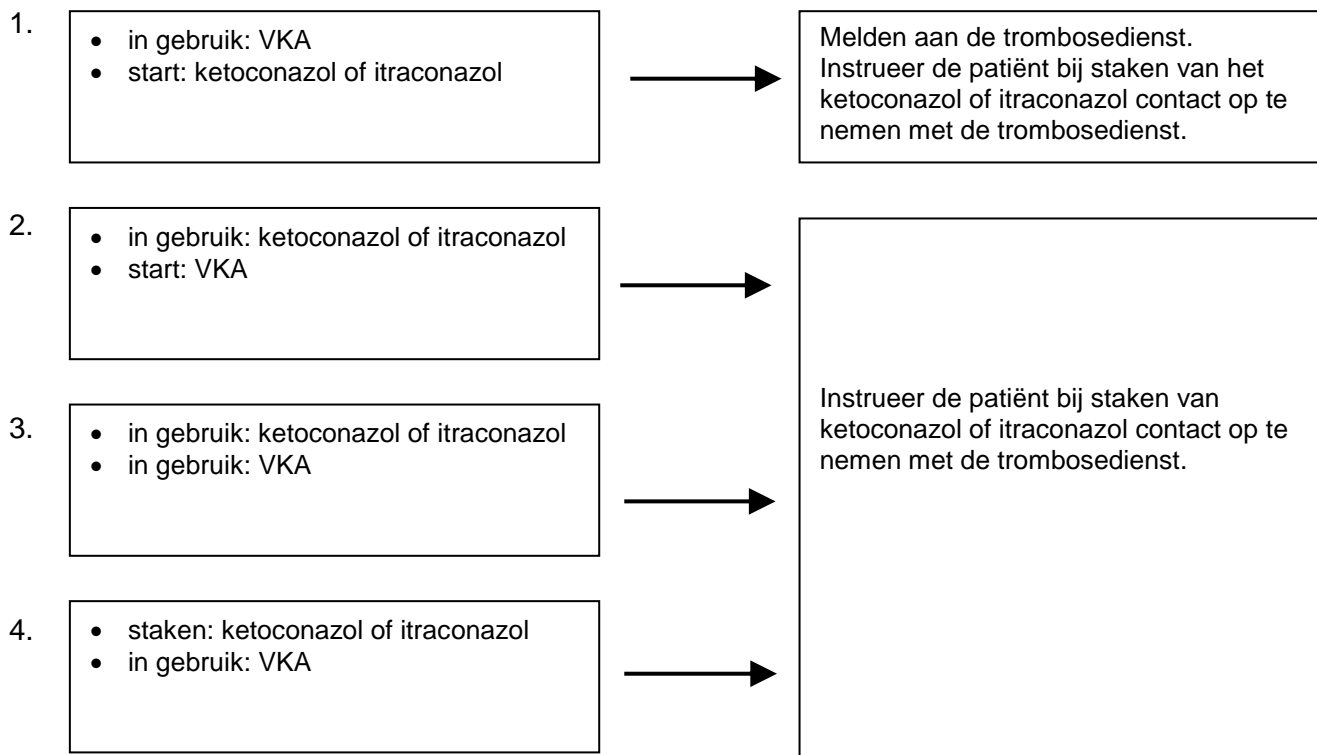 1.
• in gebruik: VKA
• start: ketoconazol of itraconazol
Melden aan de trombosedienst.
Instrueer de patiënt bij staken van het
ketoconazol of itraconazol contact op te
nemen met de trombosedienst.
2.
• in gebruik: ketoconazol of itraconazol
• start: VKA
3.
• in gebruik: ketoconazol of itraconazol
• in gebruik: VKA
Instrueer de patiënt bij staken van
ketoconazol of itraconazol contact op te
nemen met de trombosedienst.
4.
• staken: ketoconazol of itraconazol
• in gebruik: VKA